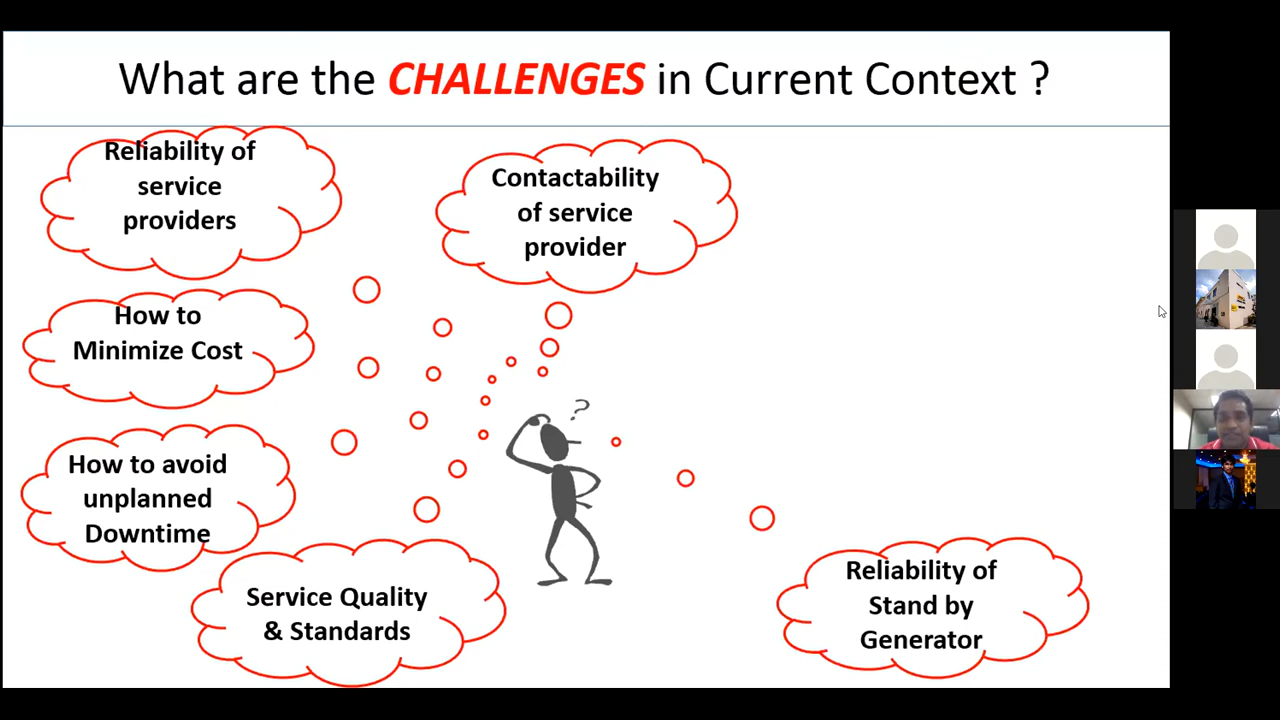 What are the CHALLENGES in Current Context ?
Reliability of
service
providers
Contactability
of service
provider
How to
Minimize Cost
?
How to avoid
unplanned
Downtime
Service Quality
& Standards
Reliability of
Stand by
Generator